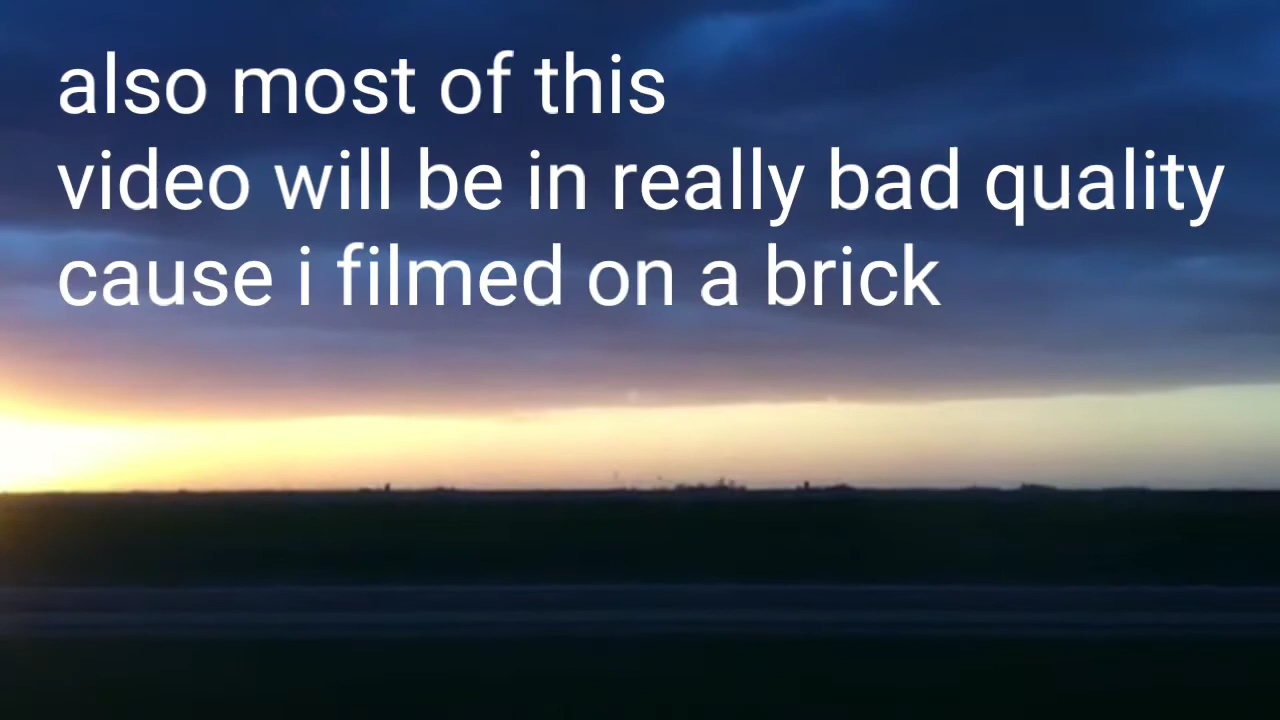 also most of this
video will be in really bad quality
cause i filmed on a brick